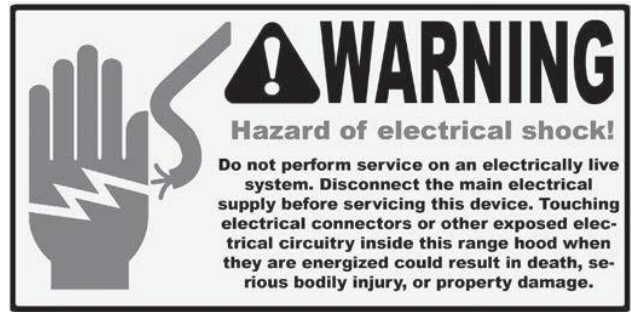 WARNING
Hazard of electrical shock!
Do not perform service on an electrically live
system. Disconnect the main electrical
supply before servicing this device. Touching
electrical connectors or other exposed elec-
trical circuitry inside this range hood when
they are energized could result in death, se-
rious bodily injury, or property damage.